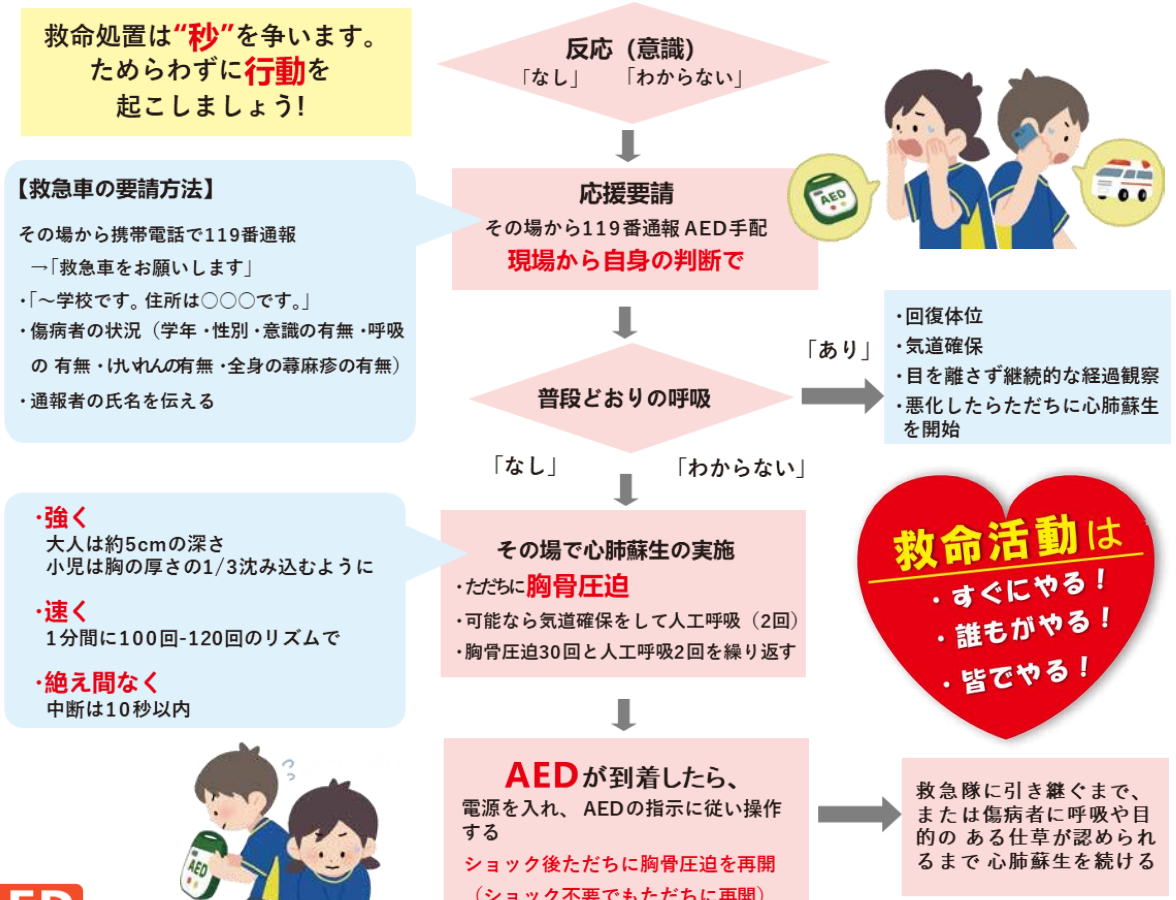 救命処置は“秒”を争います。
ためらわずに行動を
起こしましょう!
反応（意識）
「なし」 「わからない」
【救急車の要請方法】
その場から携帯電話で119番通報
→「救急車をお願いします」
・「～学校です。住所は○○○です。」
・傷病者の状況（学年・性別・意識の有無・呼吸
の 有無・けいれんの有無・全身の蕁麻疹の有無）
・通報者の氏名を伝える
応援要請
その場から119番通報 AED手配
現場から自身の判断で
AED
普段どおりの呼吸
「あり」
・回復体位
・気道確保
・目を離さず継続的な経過観察
・悪化したらただちに心肺蘇生
を開始
「なし」 「わからない」
・強く
大人は約5cmの深さ
小児は胸の厚さの1/3沈み込むように
・速く
1分間に100回-120回のリズムで
・絶え間なく
中断は10秒以内
その場で心肺蘇生の実施
・ただちに胸骨圧迫
・可能なら気道確保をして人工呼吸（2回）
・胸骨圧迫30回と人工呼吸2回を繰り返す
救命活動は
・すぐにやる！
・誰もがやる！
・皆でやる！
AED
AEDが到着したら、
電源を入れ、AEDの指示に従い操作
する
ショック後ただちに胸骨圧迫を再開
（ショック不要でもただちに再開）
救急隊に引き継ぐまで、
または傷病者に呼吸や目
的の ある仕草が認められ
るまで 心肺蘇生を続ける